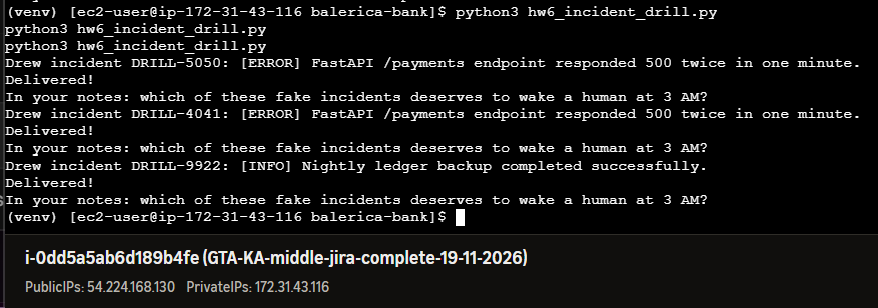 (venv) [ec2-user@ip-172-31-43-116 balerica-bank]$ python3 hw6_incident_drill.py
python3 hw6_incident_drill.py
python3 hw6_incident_drill.py
Drew incident DRILL-5050: [ERROR] FastAPI /payments endpoint responded 500 twice in one minute.
Delivered!
In your notes: which of these fake incidents deserves to wake a human at 3 AM?
Drew incident DRILL-4041: [ERROR] FastAPI /payments endpoint responded 500 twice in one minute.
Delivered!
In your notes: which of these fake incidents deserves to wake a human at 3 AM?
Drew incident DRILL-9922: [INFO] Nightly ledger backup completed successfully.
Delivered!
In your notes: which of these fake incidents deserves to wake a human at 3 AM?
(venv) [ec2-user@ip-172-31-43-116 balerica-bank]$
i-0dd5a5ab6d189b4fe (GTA-KA-middle-jira-complete-19-11-2026)
PublicIPs: 54.224.168.130 PrivateIPs: 172.31.43.116